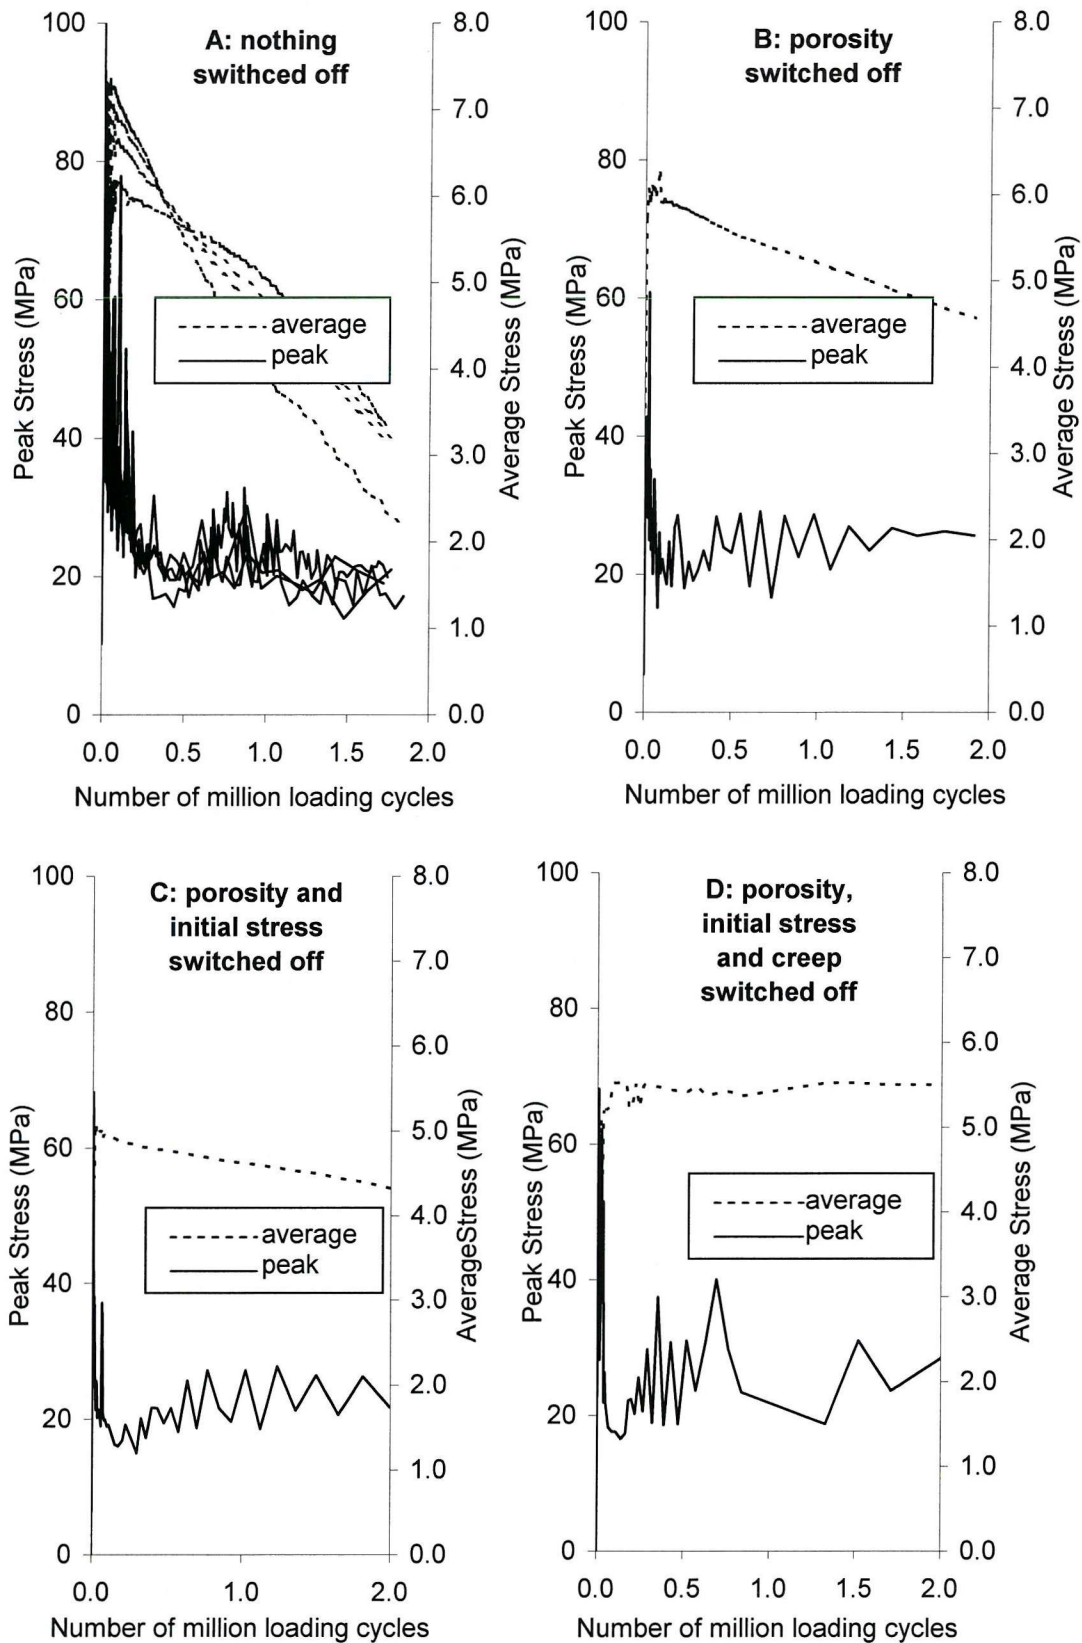 A: nothing
swithced off
100
80
60
40
20
0
8.0
7.0
6.0
5.0
4.0
3.0
2.0
1.0
0.0
Peak Stress (MPa)
Average Stress (MPa)
average
peak
0.0 0.5 1.0 1.5 2.0
Number of million loading cycles
B: porosity
switched off
100
80
60
40
20
0
8.0
7.0
6.0
5.0
4.0
3.0
2.0
1.0
0.0
Peak Stress (MPa)
Average Stress (MPa)
average
peak
0.0 0.5 1.0 1.5 2.0
Number of million loading cycles
C: porosity and
initial stress
switched off
100
80
60
40
20
0
8.0
7.0
6.0
5.0
4.0
3.0
2.0
1.0
0.0
Peak Stress (MPa)
AverageStress (MPa)
average
peak
0.0 1.0 2.0
Number of million loading cycles
D: porosity,
initial stress
and creep
switched off
100
80
60
40
20
0
8.0
7.0
6.0
5.0
4.0
3.0
2.0
1.0
0.0
Peak Stress (MPa)
Average Stress (MPa)
average
peak
0.0 0.5 1.0 1.5 2.0
Number of million loading cycles